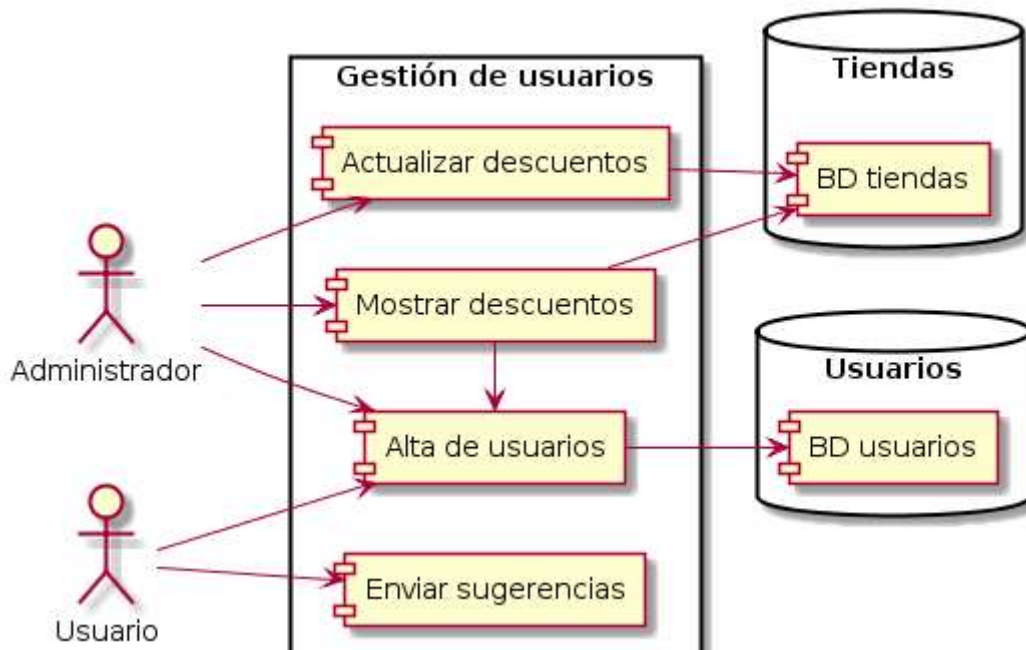 Gestión de usuarios
Tiendas
Actualizar descuentos
BD tiendas
Mostrar descuentos
Administrador
Usuarios
Alta de usuarios
BD usuarios
Enviar sugerencias
Usuario